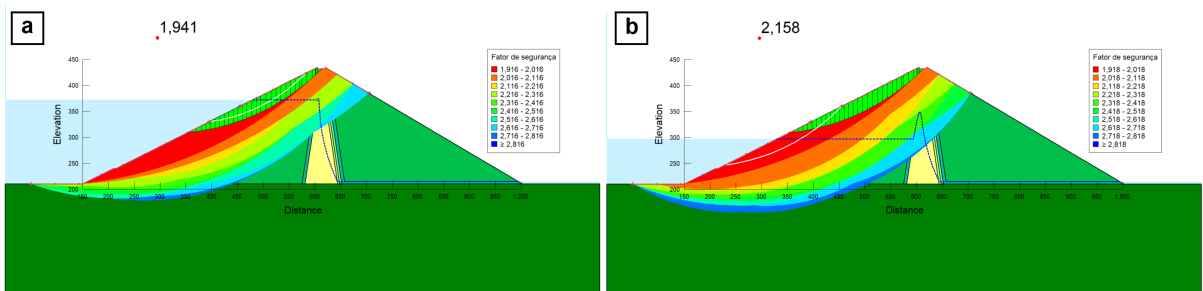 a
1,941
Fator de segurança
1,916 - 2,016
2,016 - 2,116
2,116 - 2,216
2,216 - 2,316
2,316 - 2,416
2,416 - 2,516
2,516 - 2,616
2,616 - 2,716
2,716 - 2,816
≥ 2,816
Elevation
450
400
350
300
250
200
150 200 250 300 350 400 450 500 550 600 650 700 750 800 850 900 950 1.000
Distance
b
2,158
Fator de segurança
1,918 - 2,018
2,018 - 2,118
2,118 - 2,218
2,218 - 2,318
2,318 - 2,418
2,418 - 2,518
2,518 - 2,618
2,618 - 2,718
2,718 - 2,818
≥ 2,818
Elevation
450
400
350
300
250
200
150 200 250 300 350 400 450 500 550 600 650 700 750 800 850 900 950 1.000
Distance